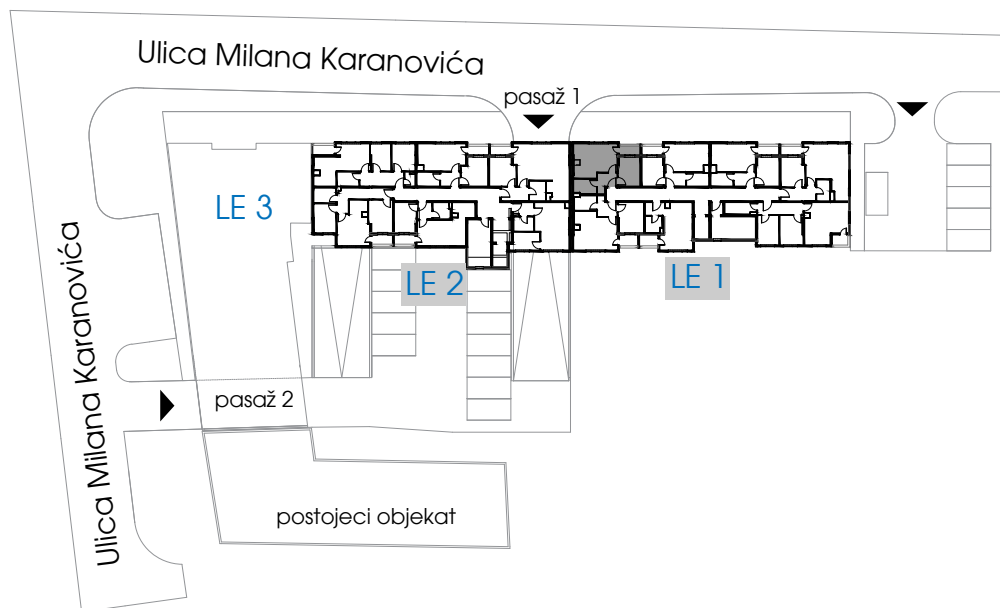 Ulica Milana Karanovića
pasaž 1
LE 3
LE 2
LE 1
Ulica Milana Karanovića
pasaž 2
postojeci objekat